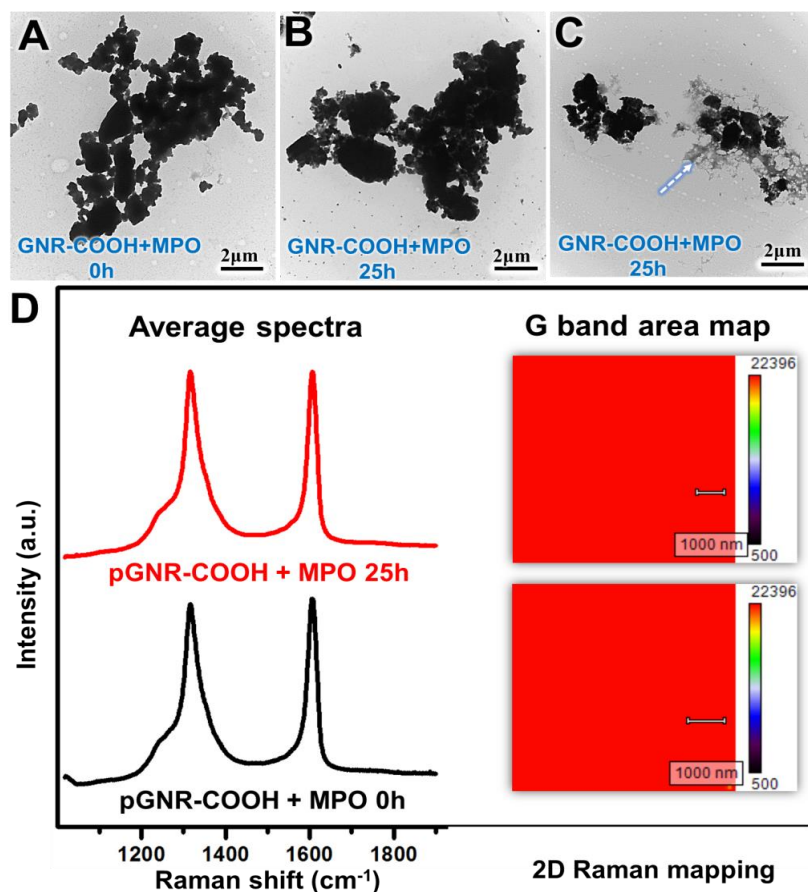 A
GNR-COOH+MPO
0h
2µm
B
GNR-COOH+MPO
25h
2µm
C
GNR-COOH+MPO
25h
2µm
D
Average spectra
G band area map
Intensity (a.u.)
pGNR-COOH + MPO 25h
pGNR-COOH + MPO 0h
1200 1400 1600 1800
Raman shift (cm⁻¹)
22396
1000 nm
500
22396
1000 nm
500
2D Raman mapping